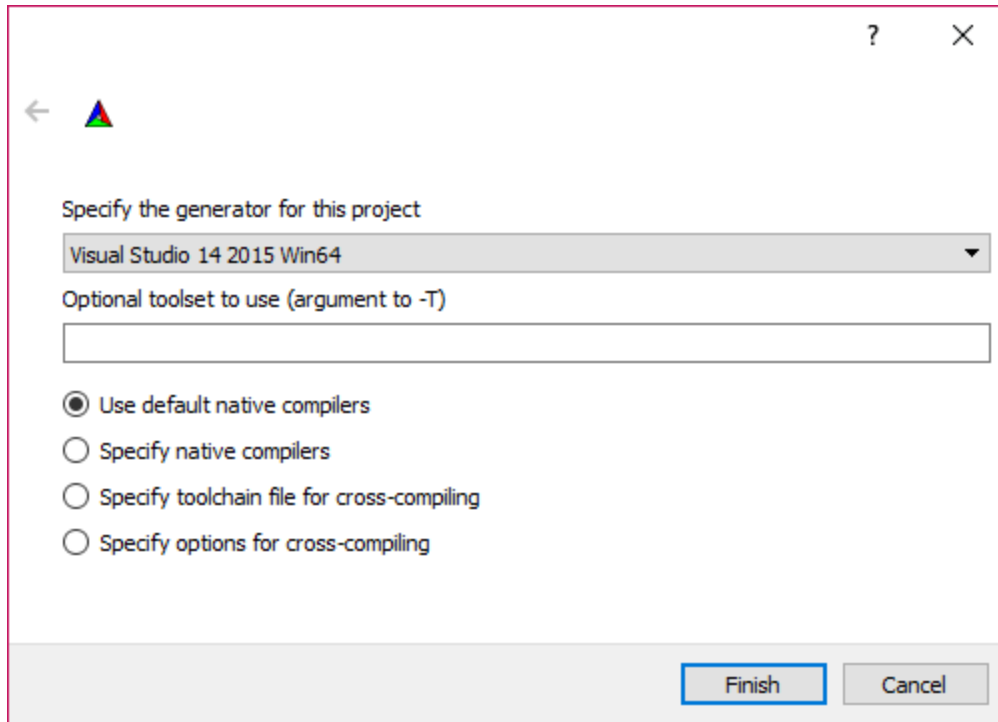 ?
Specify the generator for this project
Visual Studio 14 2015 Win64
Optional toolset to use (argument to -T)
Use default native compilers
Specify native compilers
Specify toolchain file for cross-compiling
Specify options for cross-compiling
Finish Cancel